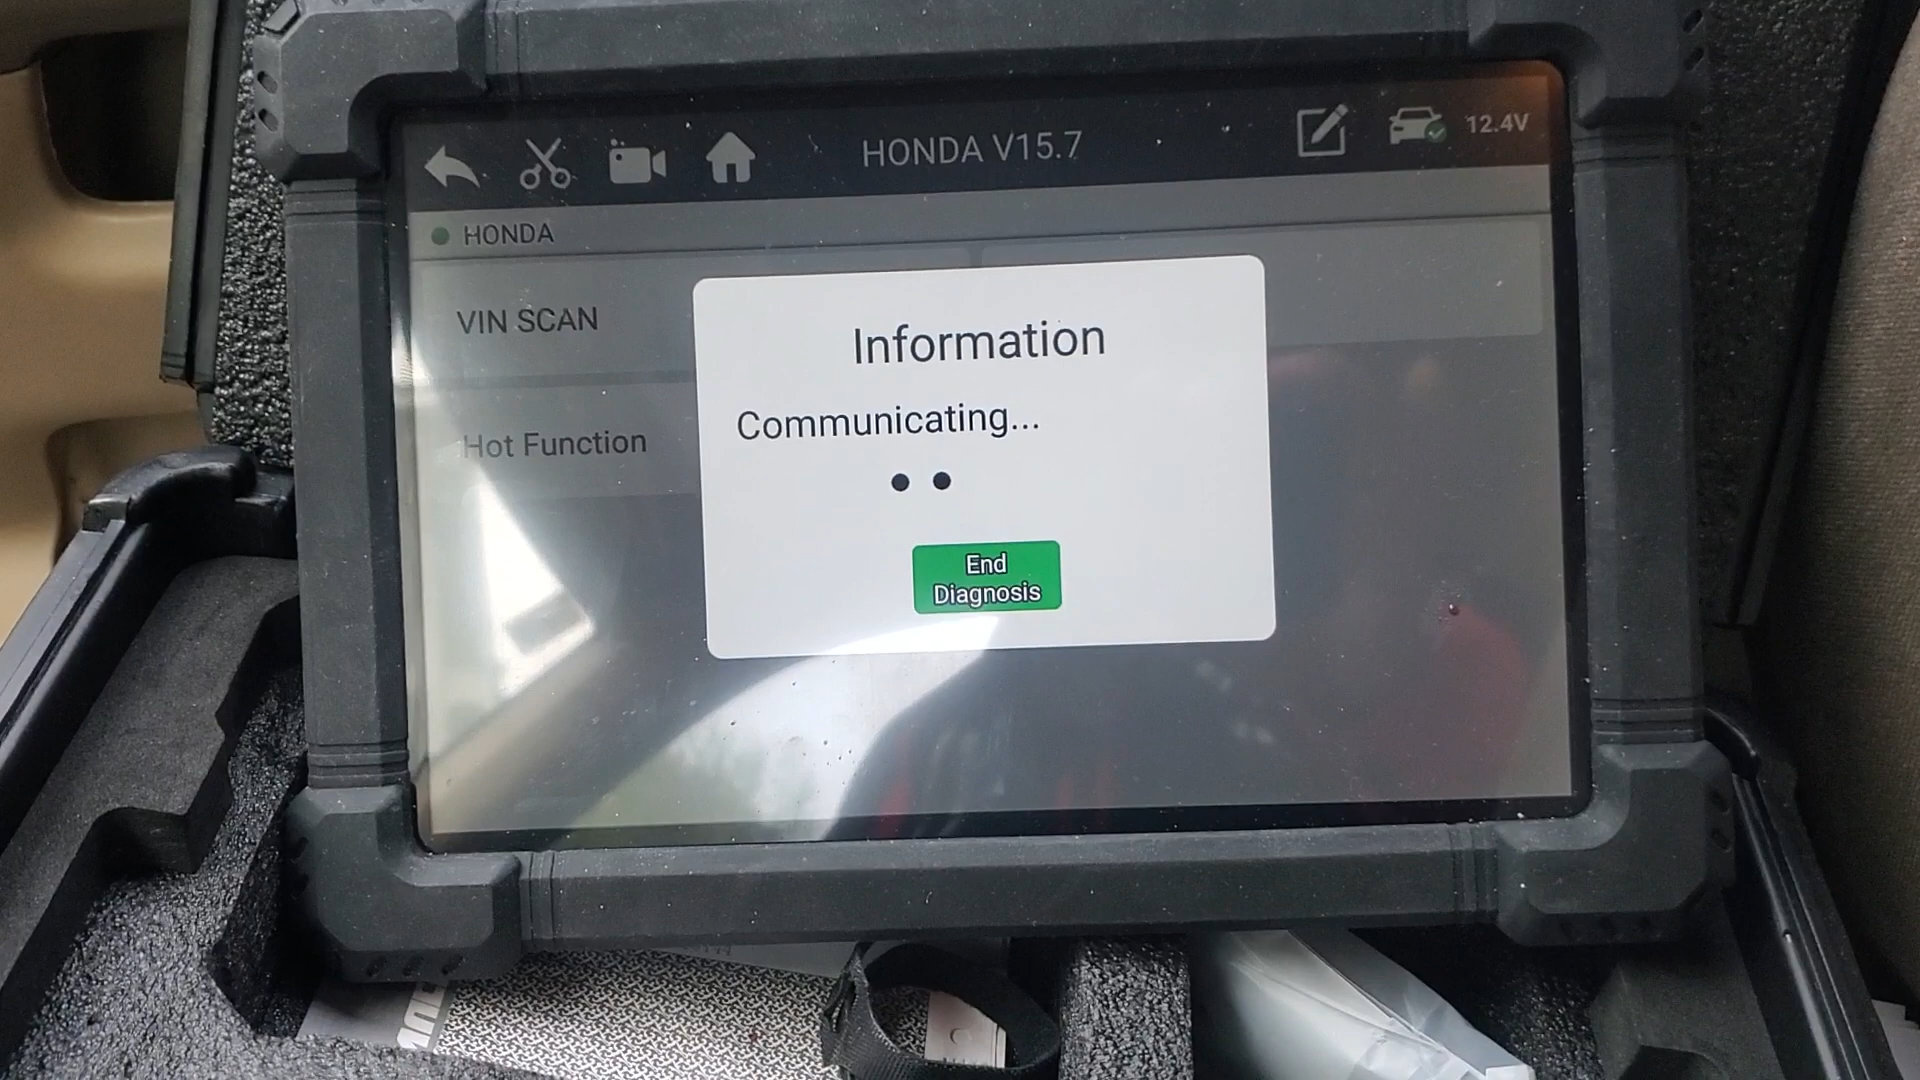 HONDA V15.7
12.4V
HONDA
VIN SCAN
Hot Function
Information
Communicating...
End
Diagnosis